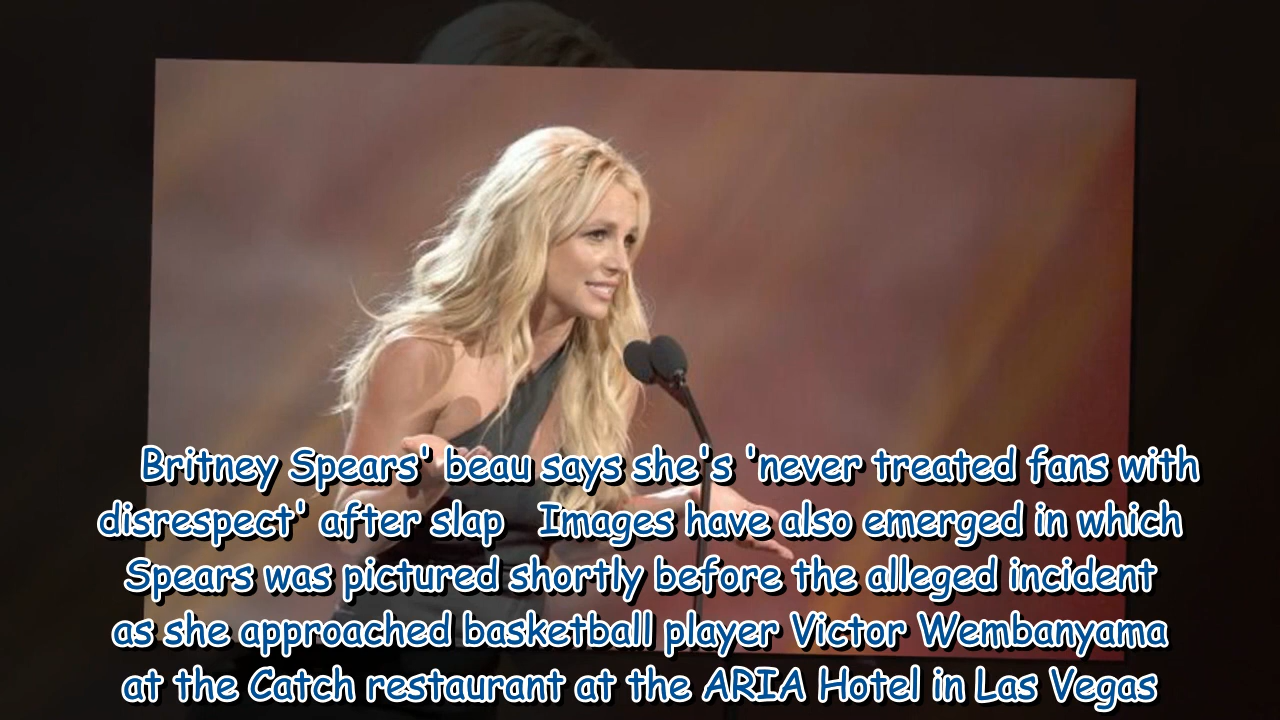 Britney Spears' beau says she's 'never treated fans with
disrespect' after slap   Images have also emerged in which
Spears was pictured shortly before the alleged incident
as she approached basketball player Victor Wembanyama
at the Catch restaurant at the ARIA Hotel in Las Vegas